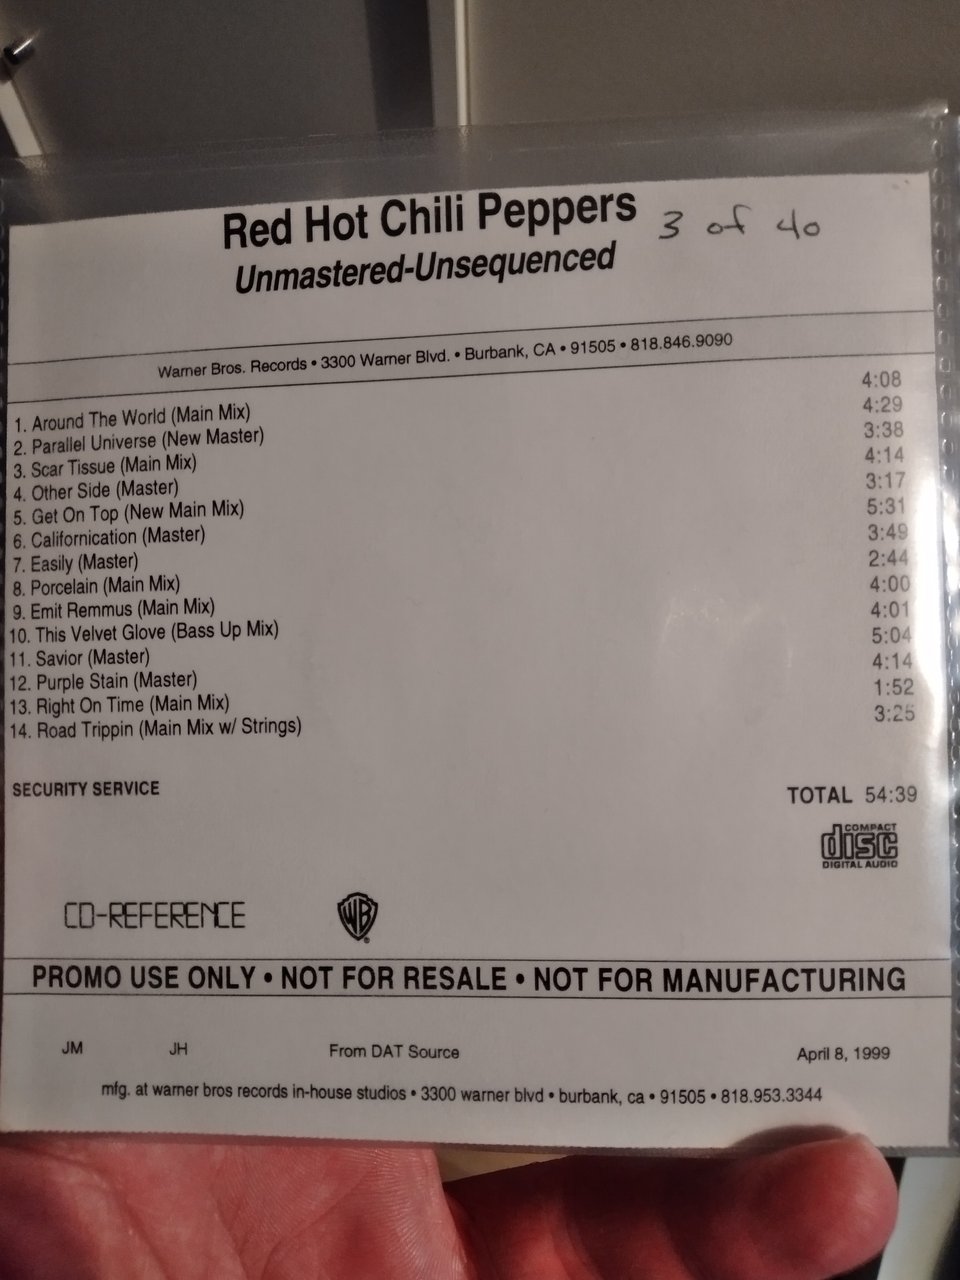 Red Hot Chili Peppers 3 of 40
Unmastered-Unsequenced
Warner Bros. Records • 3300 Warner Blvd. • Burbank, CA • 91505 • 818.846.9090
1. Around The World (Main Mix) 4:08
2. Parallel Universe (New Master) 4:29
3. Scar Tissue (Main Mix) 3:38
4. Other Side (Master) 4:14
5. Get On Top (New Main Mix) 3:17
6. Californication (Master) 5:31
7. Easily (Master) 3:49
8. Porcelain (Main Mix) 2:44
9. Emit Remmus (Main Mix) 4:00
10. This Velvet Glove (Bass Up Mix) 4:01
11. Savior (Master) 5:04
12. Purple Stain (Master) 4:14
13. Right On Time (Main Mix) 1:52
14. Road Trippin (Main Mix w/ Strings) 3:25
SECURITY SERVICE TOTAL 54:39
COMPACT
disc
DIGITAL AUDIO
CD-REFERENCE WB
PROMO USE ONLY • NOT FOR RESALE • NOT FOR MANUFACTURING
JM JH From DAT Source April 8, 1999
mfg. at warner bros records in-house studios • 3300 warner blvd • burbank, ca • 91505 • 818.953.3344